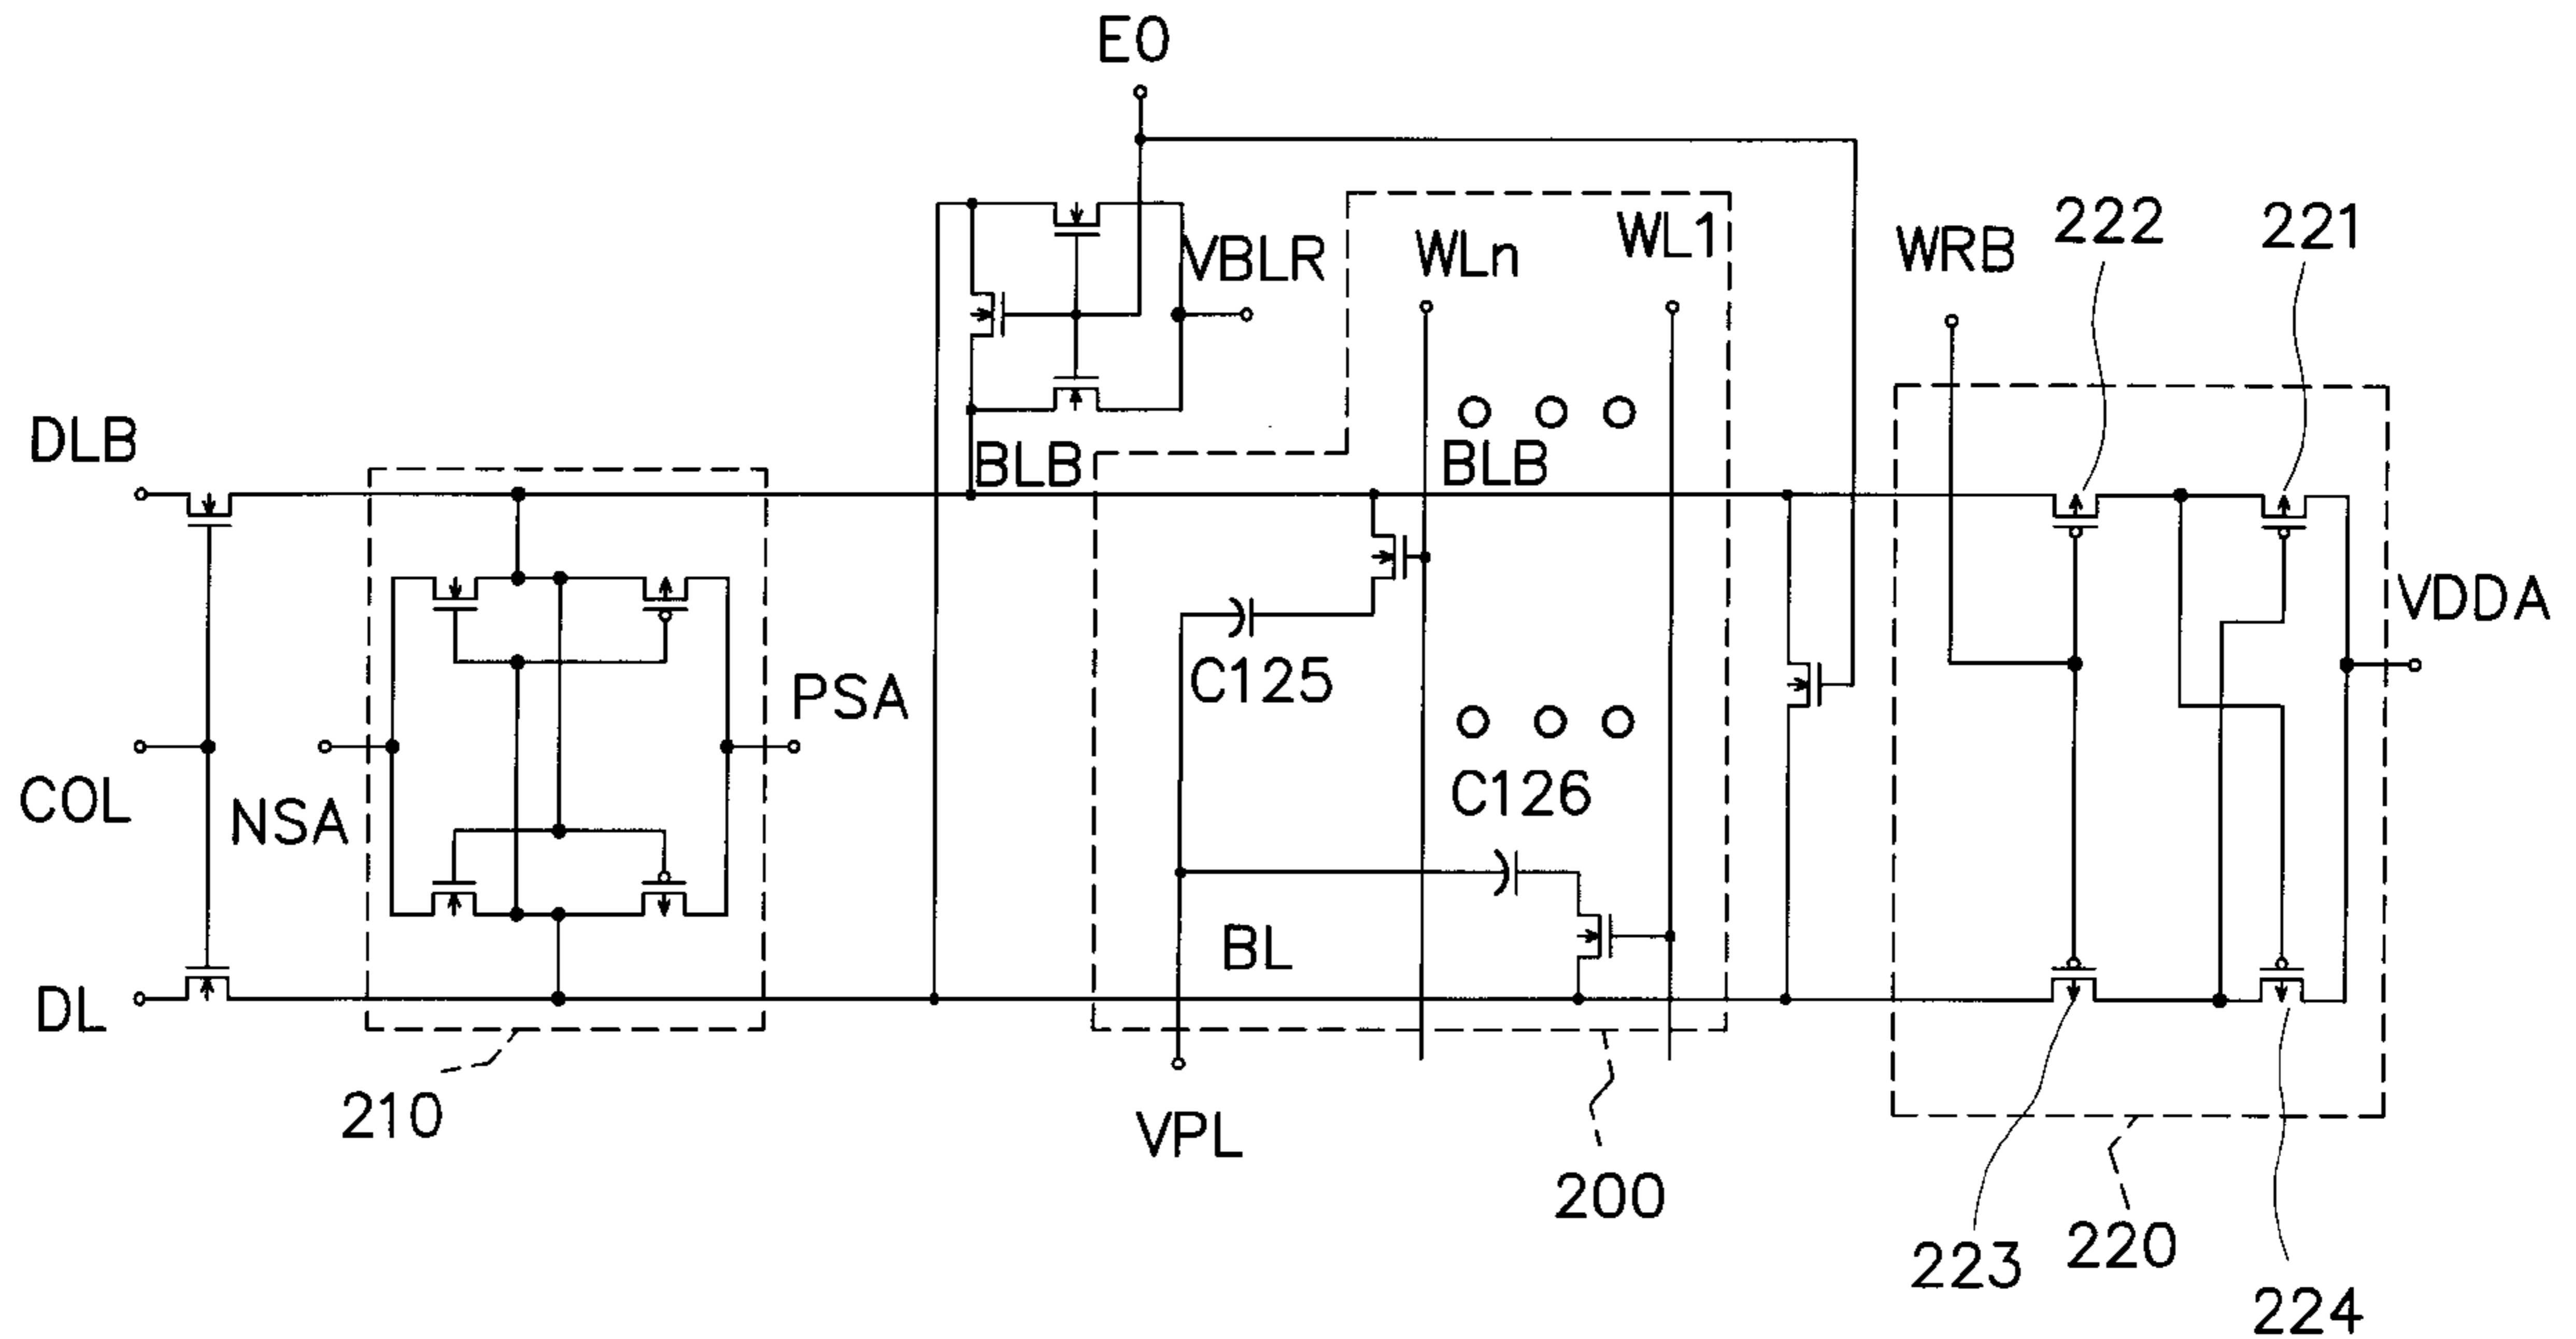 EQ
VBLR
WLn
WL1
WRB
222
221
DLB
BLB
BLB
VDDA
C125
PSA
COL
NSA
C126
BL
DL
210
VPL
200
223
220
224